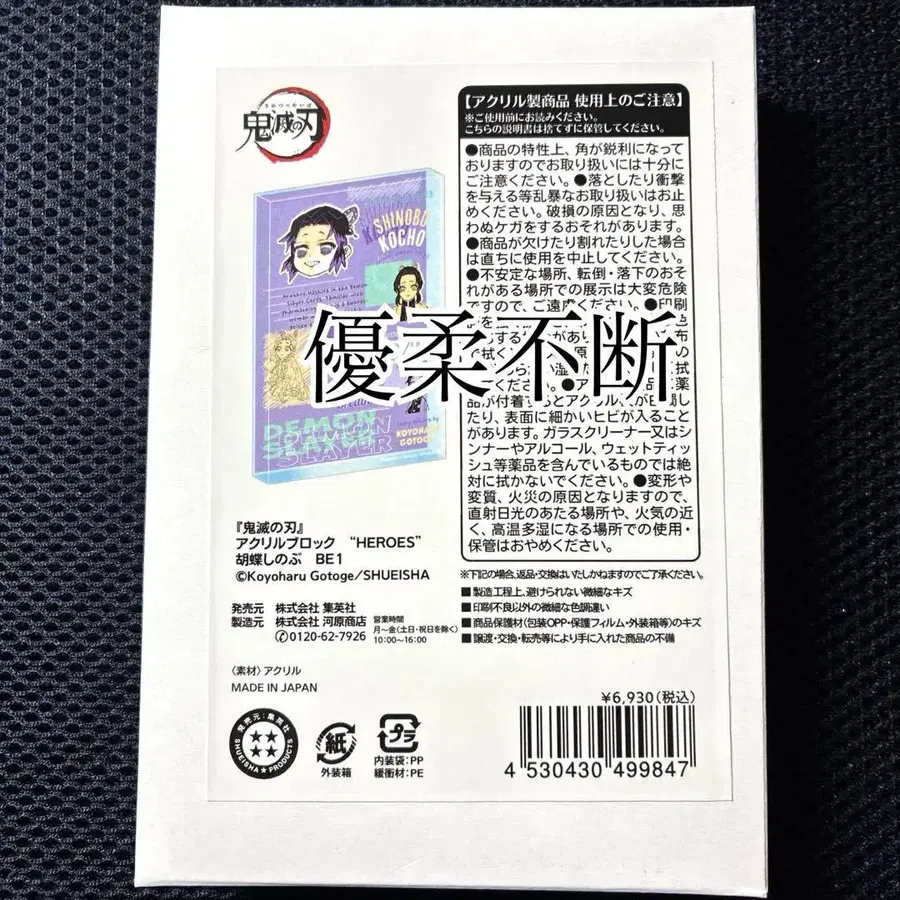 きめつのやいば
鬼滅の刃
SHINOBU
KOCHO
DEMON
SLAYER
KOYOHARU
GOTOGE
優柔不断
『鬼滅の刃』
アクリルブロック “HEROES”
胡蝶しのぶ BE1
©Koyoharu Gotoge/SHUEISHA
発売元 株式会社 集英社
製造元 株式会社 河原商店
0120-62-7926
営業時間
月〜金(土日・祝日を除く)
10:00〜16:00
〈素材〉アクリル
MADE IN JAPAN
【アクリル製商品 使用上のご注意】
※ご使用前にお読みください。
こちらの説明書は捨てずに保管してください。
●商品の特性上、角が鋭利になって
おりますのでお取り扱いには十分に
ご注意ください。●落としたり衝撃
を与える等乱暴なお取り扱いはお止
めください。破損の原因となり、思
わぬケガをするおそれがあります。
●商品が欠けたり割れたりした場合
は直ちに使用を中止してください。
●不安定な場所、転倒・落下のおそ
れがある場所での展示は大変危険
ですので、ご遠慮ください。●印刷
品が付着
たり、表面に細かいヒビが入ること
があります。ガラスクリーナー又はシ
ンナーやアルコール、ウェットティッ
シュ等薬品を含んでいるものでは絶
対に拭かないでください。●変形や
変質、火災の原因となりますので、
直射日光のあたる場所や、火気の近
く、高温多湿になる場所での使用・
保管はおやめください。
※下記の場合、返品・交換はいたしかねますのでご了承ください。
■製造工程上、避けられない微細なキズ
■印刷不良以外の微細な色調違い
■商品保護材(包装OPP・保護フィルム・外装箱等)のキズ
■譲渡・交換・転売等により手に入れた商品の不備
¥6,930(税込)
発売元:集英社
SHUEISHA★PRODUCTS
紙
外装箱
プラ
内装袋:PP
緩衝材:PE
4 530430 499847